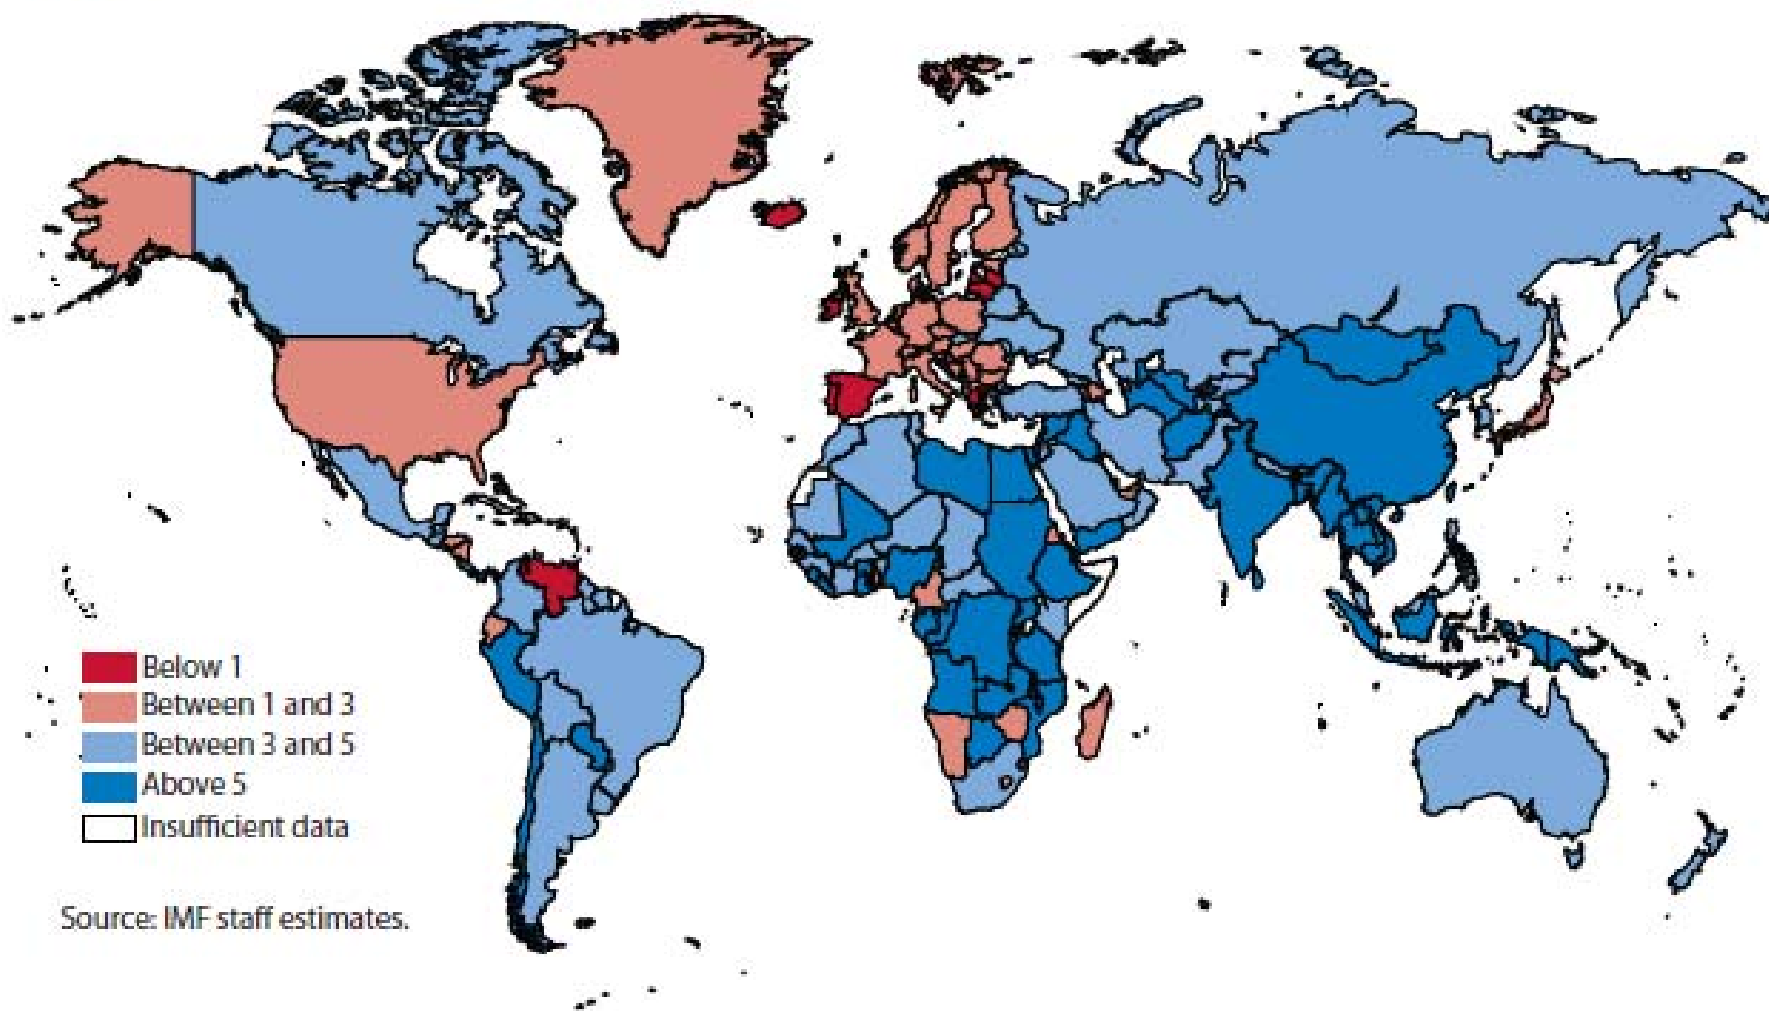 Below 1
Between 1 and 3
Between 3 and 5
Above 5
Insufficient data
Source: IMF staff estimates.